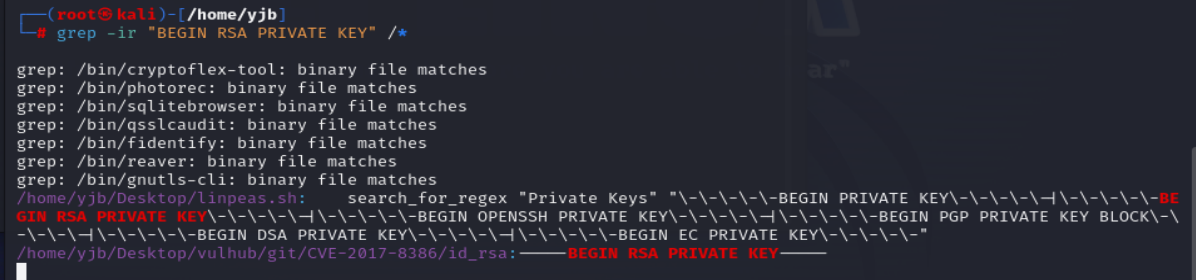 (root㉿kali)-[/home/yjb]
# grep -ir "BEGIN RSA PRIVATE KEY" /*
grep: /bin/cryptoflex-tool: binary file matches
grep: /bin/photorec: binary file matches
grep: /bin/sqlitebrowser: binary file matches
grep: /bin/qsslcaudit: binary file matches
grep: /bin/fidentify: binary file matches
grep: /bin/reaver: binary file matches
grep: /bin/gnutls-cli: binary file matches
/home/yjb/Desktop/linpeas.sh:    search_for_regex "Private Keys" "\-\-\-\-\-BEGIN PRIVATE KEY\-\-\-\-\-|\-\-\-\-\-BE
GIN RSA PRIVATE KEY\-\-\-\-\-|\-\-\-\-\-BEGIN OPENSSH PRIVATE KEY\-\-\-\-\-|\-\-\-\-\-BEGIN PGP PRIVATE KEY BLOCK\-\
-\-\-\-|\-\-\-\-\-BEGIN DSA PRIVATE KEY\-\-\-\-\-|\-\-\-\-\-BEGIN EC PRIVATE KEY\-\-\-\-\-"
/home/yjb/Desktop/vulhub/git/CVE-2017-8386/id_rsa:-----BEGIN RSA PRIVATE KEY-----
ar"